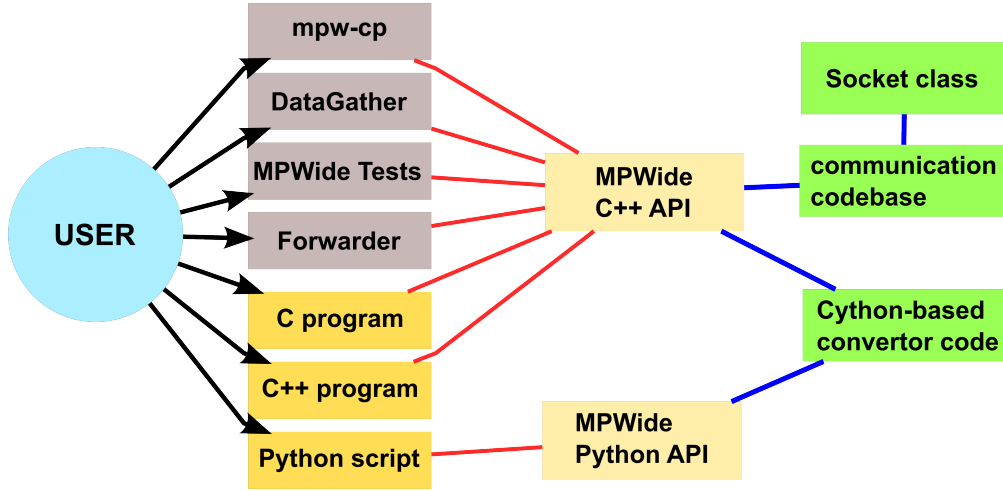 USER
mpw-cp
DataGather
MPWide Tests
Forwarder
C program
C++ program
Python script
MPWide
C++ API
MPWide
Python API
Socket class
communication
codebase
Cython-based
convertor code